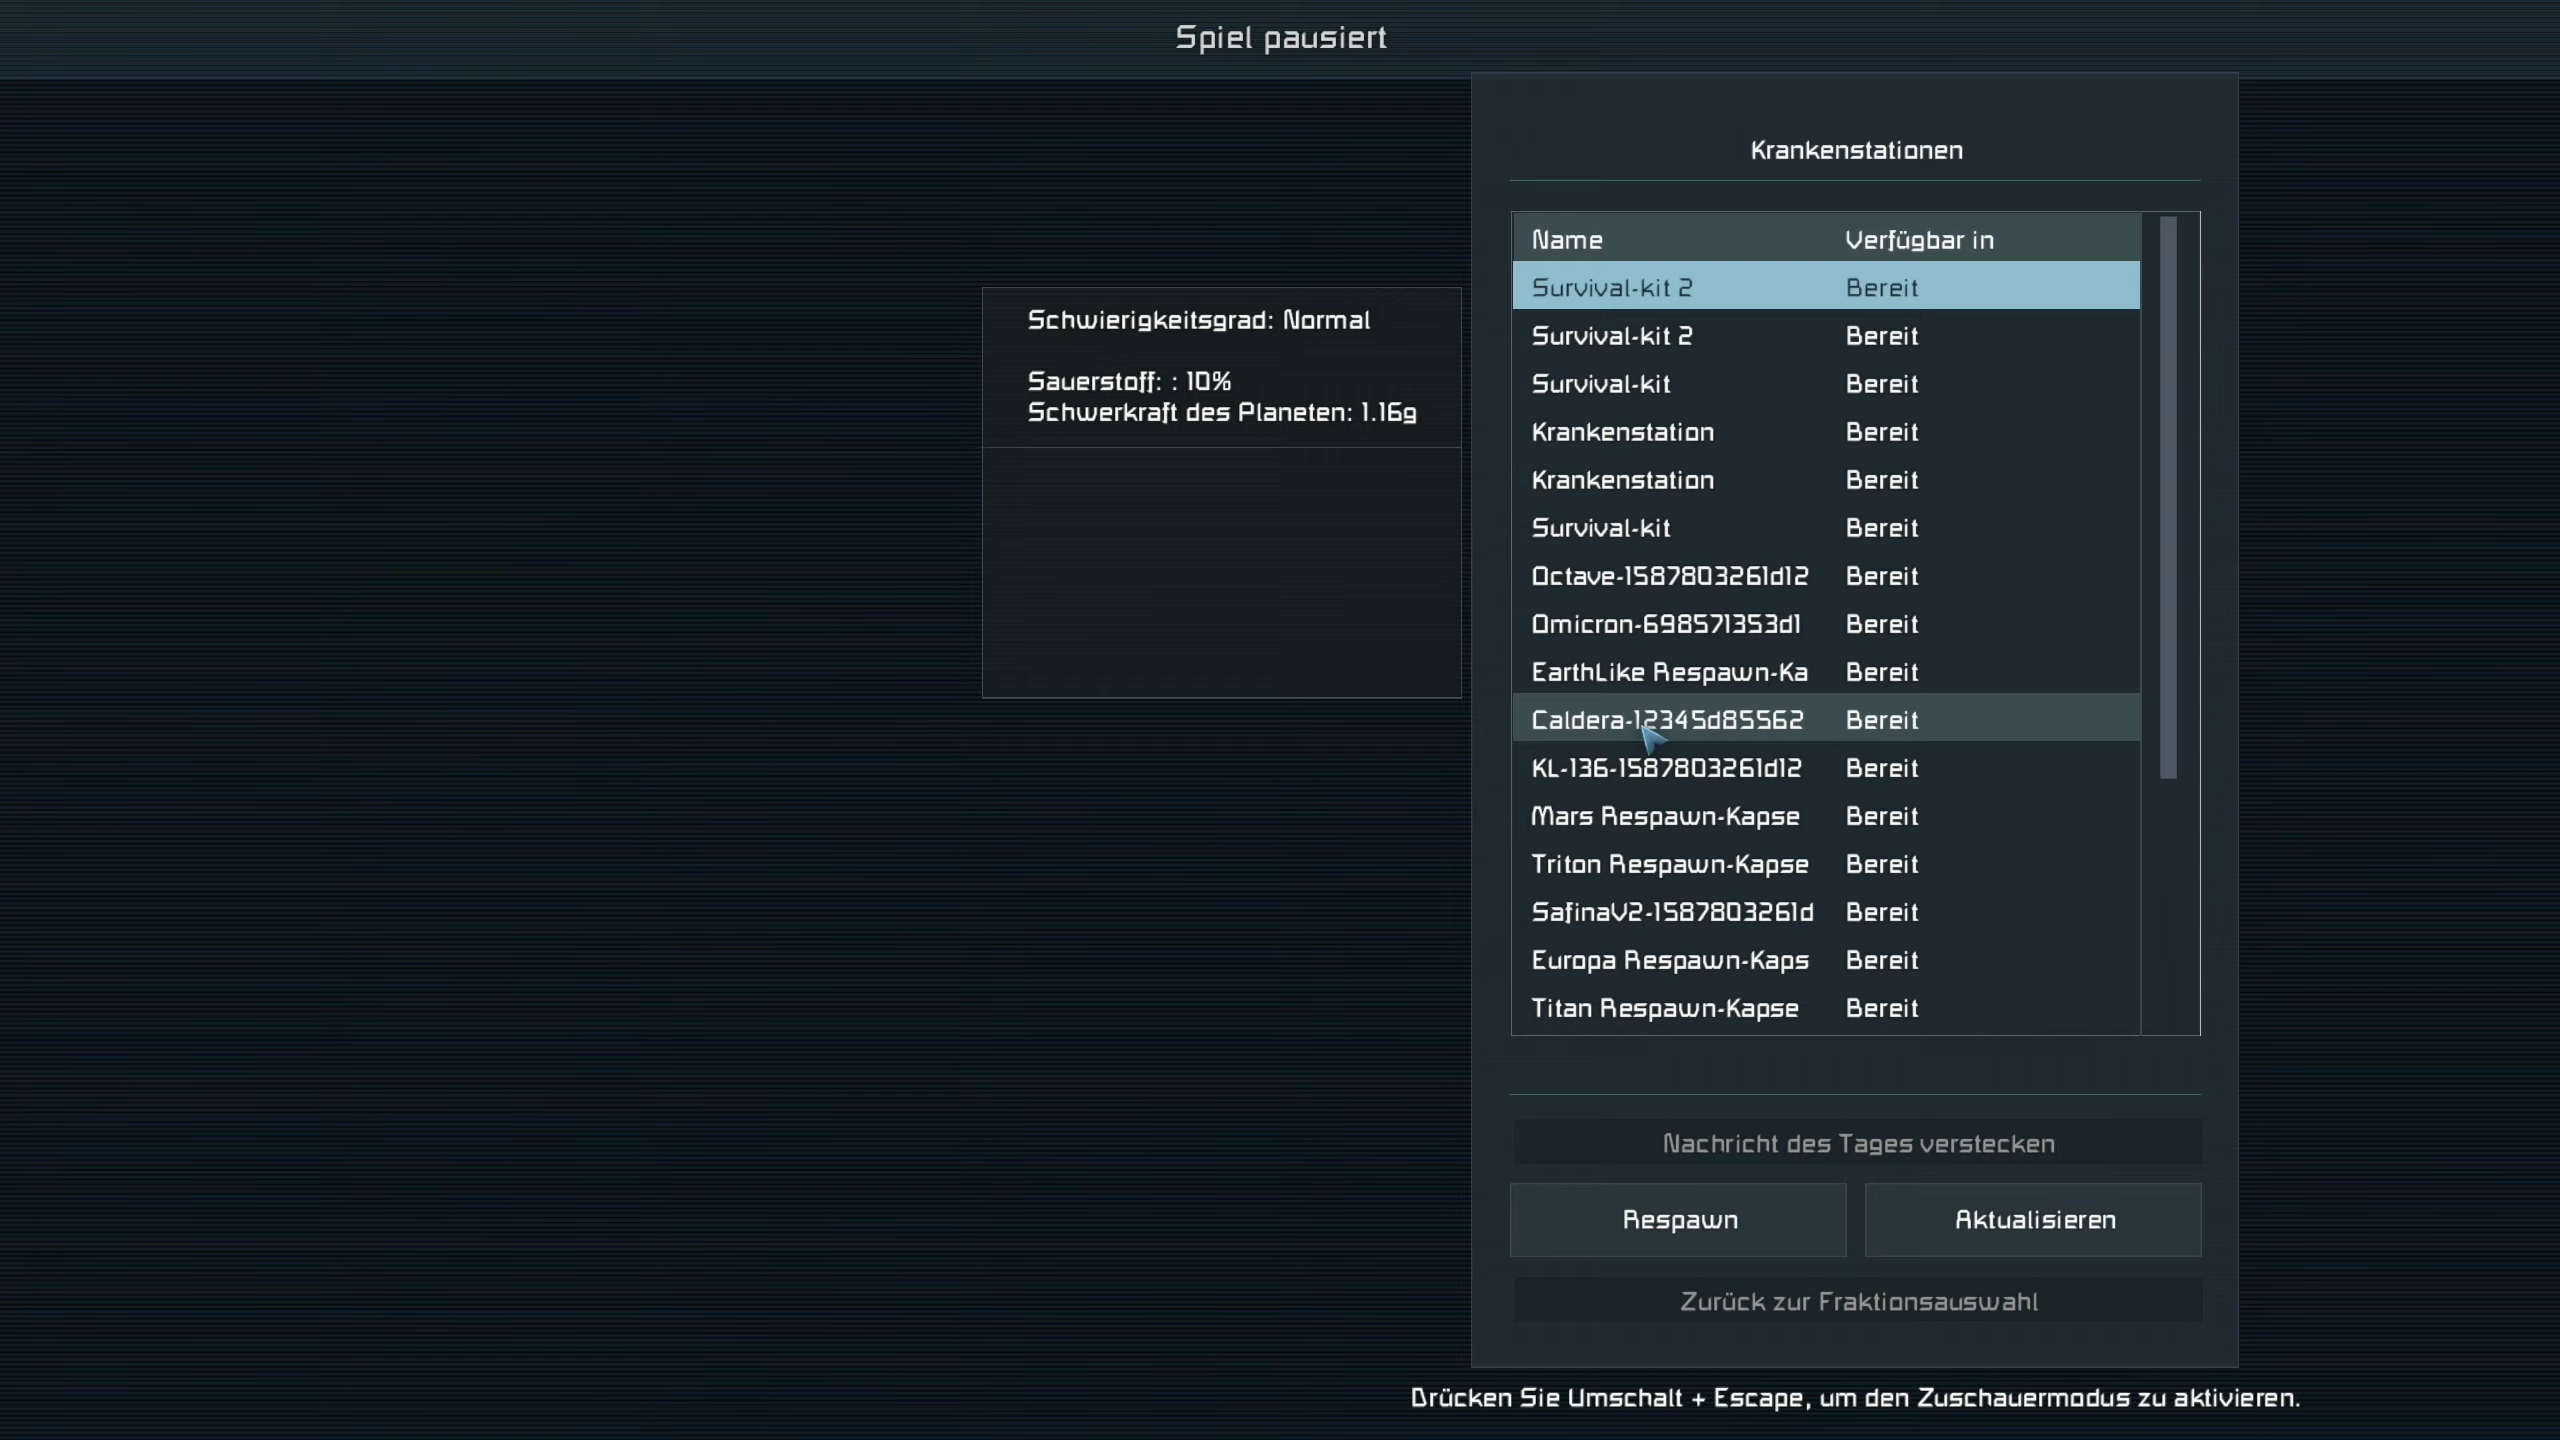 Spiel pausiert
Krankenstationen
Name Verfügbar in
Survival-kit 2 Bereit
Survival-kit 2 Bereit
Survival-kit Bereit
Krankenstation Bereit
Krankenstation Bereit
Survival-kit Bereit
Octave-1587803261d12 Bereit
Omicron-698571353d1 Bereit
EarthLike Respawn-Ka Bereit
Caldera-12345d85562 Bereit
KL-136-1587803261d12 Bereit
Mars Respawn-Kapse Bereit
Triton Respawn-Kapse Bereit
SafinaV2-1587803261d Bereit
Europa Respawn-Kaps Bereit
Titan Respawn-Kapse Bereit
Schwierigkeitsgrad: Normal
Sauerstoff: : 10%
Schwerkraft des Planeten: 1.16g
Nachricht des Tages verstecken
Respawn Aktualisieren
Zurück zur Fraktionsauswahl
Drücken Sie Umschalt + Escape, um den Zuschauermodus zu aktivieren.